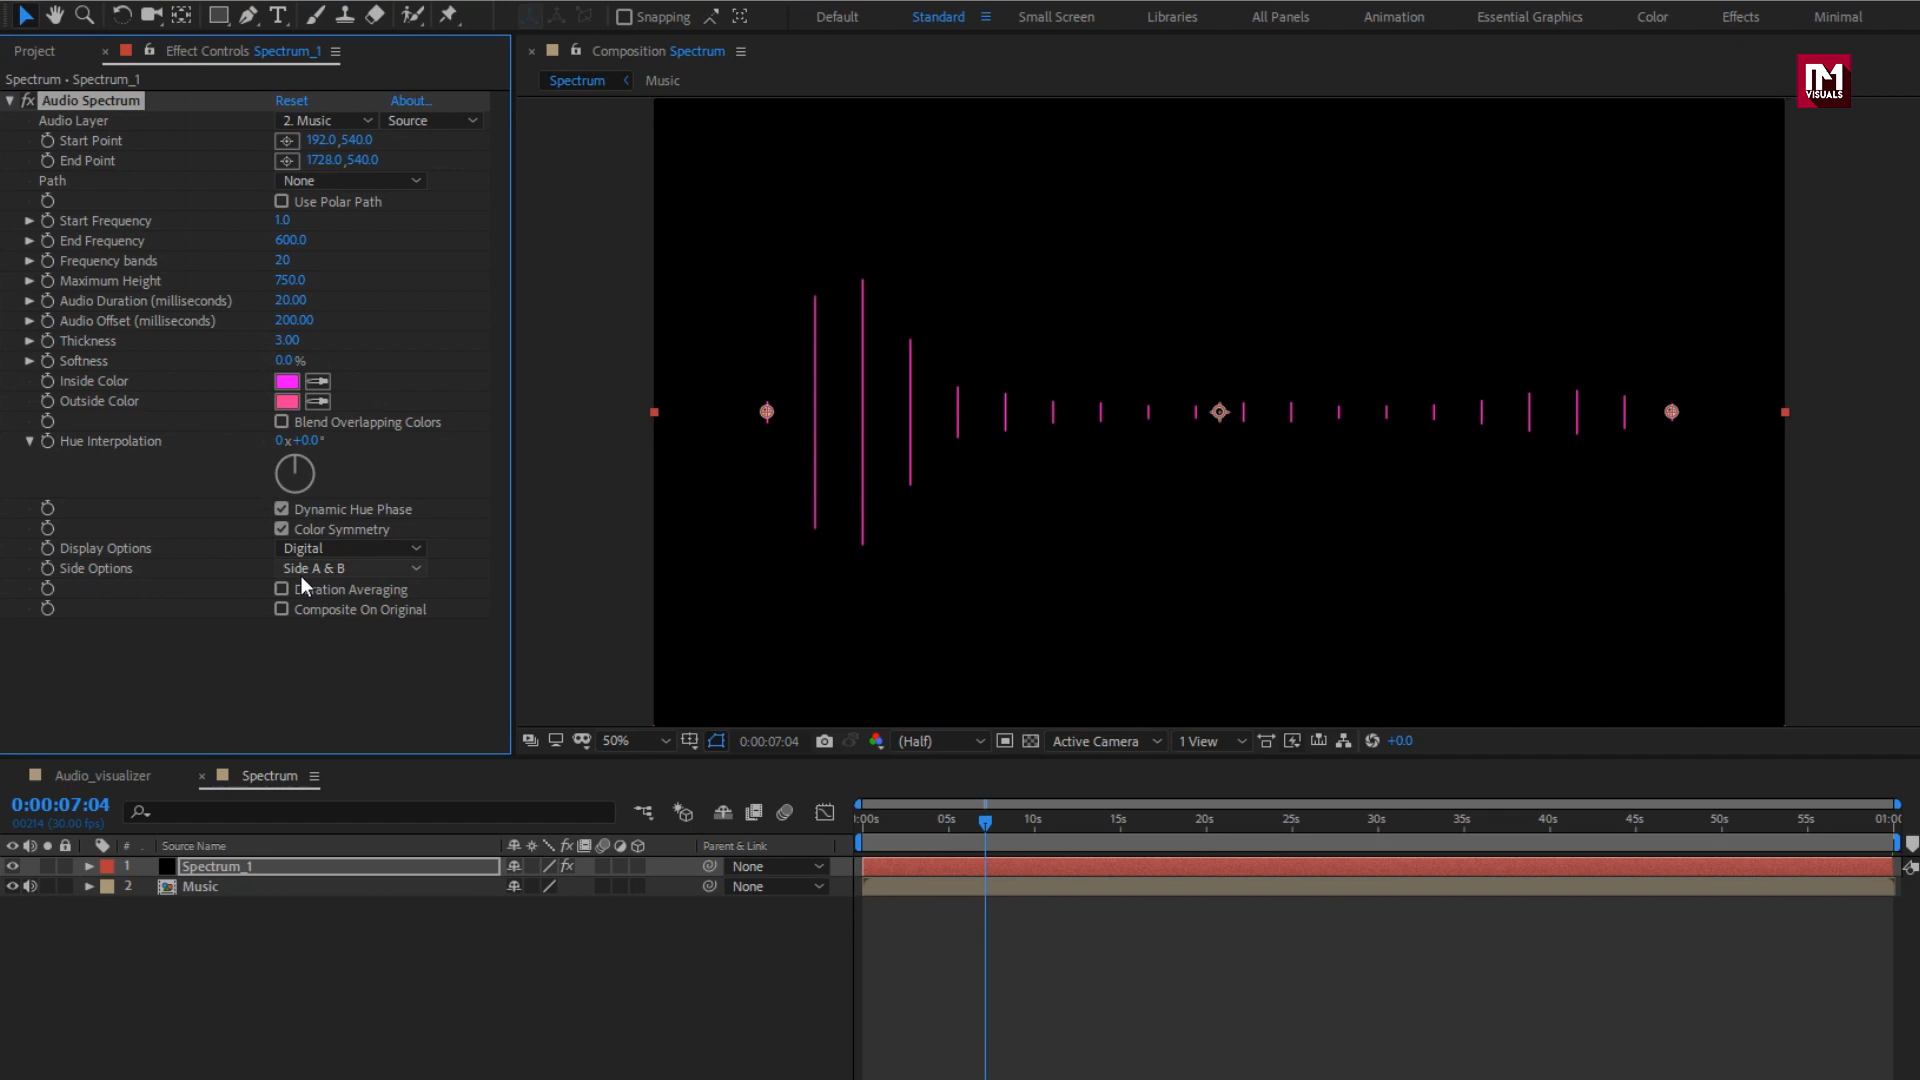 Snapping
Default
Standard
Small Screen
Libraries
All Panels
Animation
Essential Graphics
Color
Effects
Minimal
Project
Effect Controls Spectrum_1
Composition Spectrum
Spectrum
Music
M
VISUALS
Spectrum • Spectrum_1
fx Audio Spectrum Reset About...
Audio Layer 2. Music Source
Start Point 192.0,540.0
End Point 1728.0,540.0
Path None
Use Polar Path
Start Frequency 1.0
End Frequency 600.0
Frequency bands 20
Maximum Height 750.0
Audio Duration (milliseconds) 20.00
Audio Offset (milliseconds) 200.00
Thickness 3.00
Softness 0.0 %
Inside Color
Outside Color
Blend Overlapping Colors
Hue Interpolation 0x+0.0°
Dynamic Hue Phase
Color Symmetry
Display Options Digital
Side Options Side A & B
ration Averaging
Composite On Original
50%
0:00:07:04
(Half)
Active Camera
1 View
+0.0
Audio_visualizer
Spectrum
0:00:07:04
00214 (30.00 fps)
:00s 05s 10s 15s 20s 25s 30s 35s 40s 45s 50s 55s 01:0
# Source Name fx Parent & Link
1 Spectrum_1 fx None
2 Music None